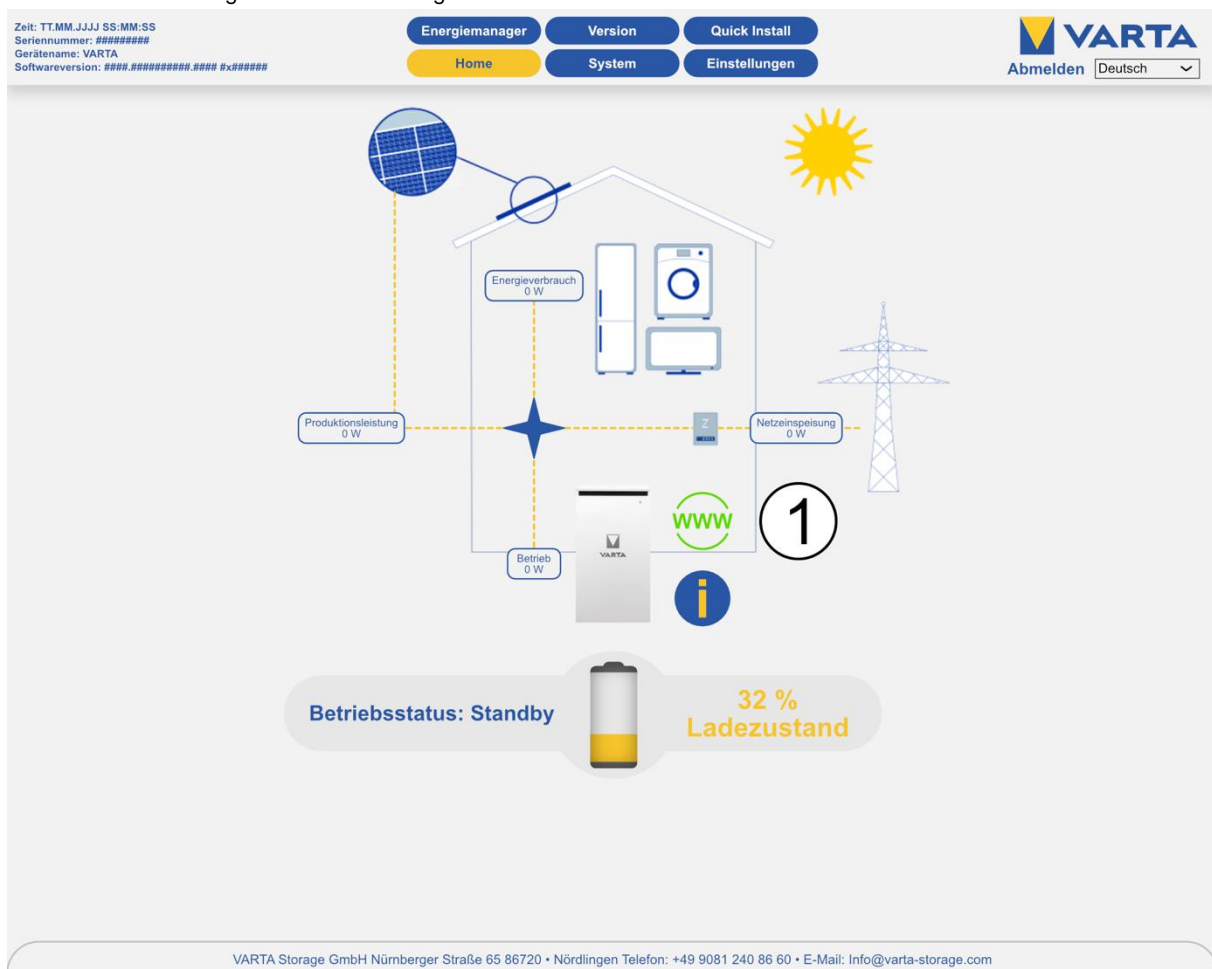 Zeit: TT.MM.JJJJ SS:MM:SS
Seriennummer: #########
Gerätename: VARTA
Softwareversion: ####.##########.#### #x######
Energiemanager Version Quick Install
Home System Einstellungen
VARTA
Abmelden Deutsch
Energieverbrauch
0 W
Produktionsleistung
0 W
Z
Netzeinspeisung
0 W
www
1
VARTA
Betrieb
0 W
i
Betriebsstatus: Standby
32 %
Ladezustand
VARTA Storage GmbH Nürnberger Straße 65 86720 • Nördlingen Telefon: +49 9081 240 86 60 • E-Mail: Info@varta-storage.com